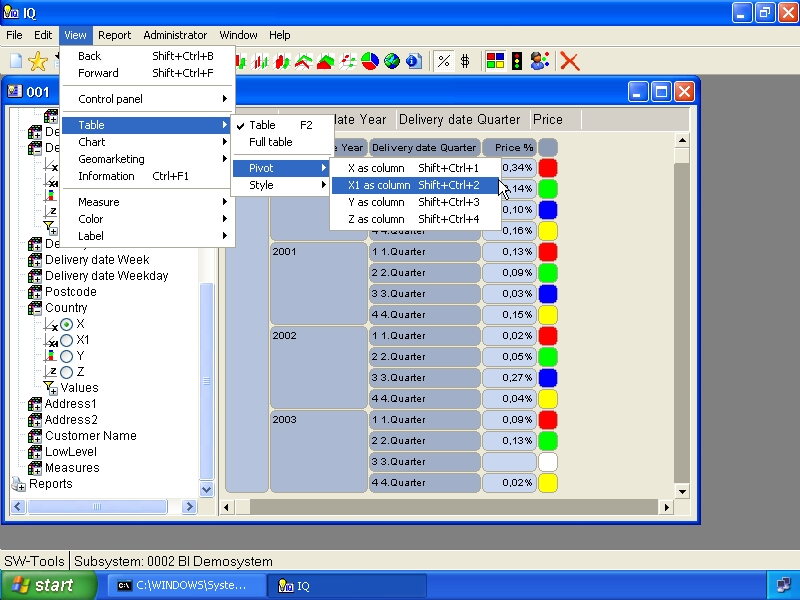 IQ
File Edit View Report Administrator Window Help
% $
001
Back Shift+Ctrl+B
Forward Shift+Ctrl+F
Control panel
Table
Chart
Geomarketing
Information Ctrl+F1
Measure
Color
Label
Table F2
Full table
Pivot
Style
X as column Shift+Ctrl+1
X1 as column Shift+Ctrl+2
Y as column Shift+Ctrl+3
Z as column Shift+Ctrl+4
De
De
De
Delivery date Week
Delivery date Weekday
Postcode
Country
X
X1
Y
Z
Values
Address1
Address2
Customer Name
LowLevel
Measures
Reports
ate Year Delivery date Quarter Price
e Year Delivery date Quarter Price %
0,34%
,14%
0,10%
4 4.Quarter 0,16%
2001 1 1.Quarter 0,13%
2 2.Quarter 0,09%
3 3.Quarter 0,03%
4 4.Quarter 0,15%
2002 1 1.Quarter 0,02%
2 2.Quarter 0,05%
3 3.Quarter 0,27%
4 4.Quarter 0,04%
2003 1 1.Quarter 0,09%
2 2.Quarter 0,13%
3 3.Quarter
4 4.Quarter 0,02%
SW-Tools Subsystem: 0002 BI Demosystem
start C:\WINDOWS\Syste... IQ